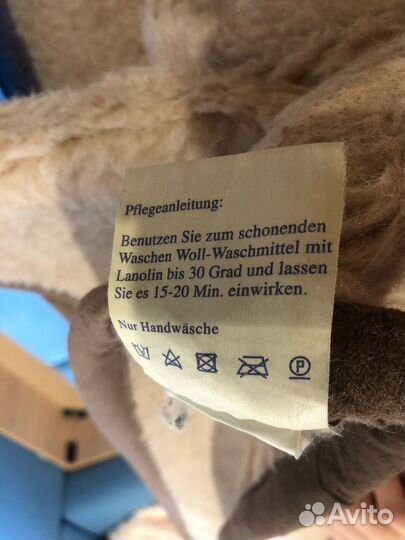 Pflegeanleitung:
Benutzen Sie zum schonenden
Waschen Woll-Waschmittel mit
Lanolin bis 30 Grad und lassen
Sie es 15-20 Min. einwirken.
Nur Handwäsche
P
Avito